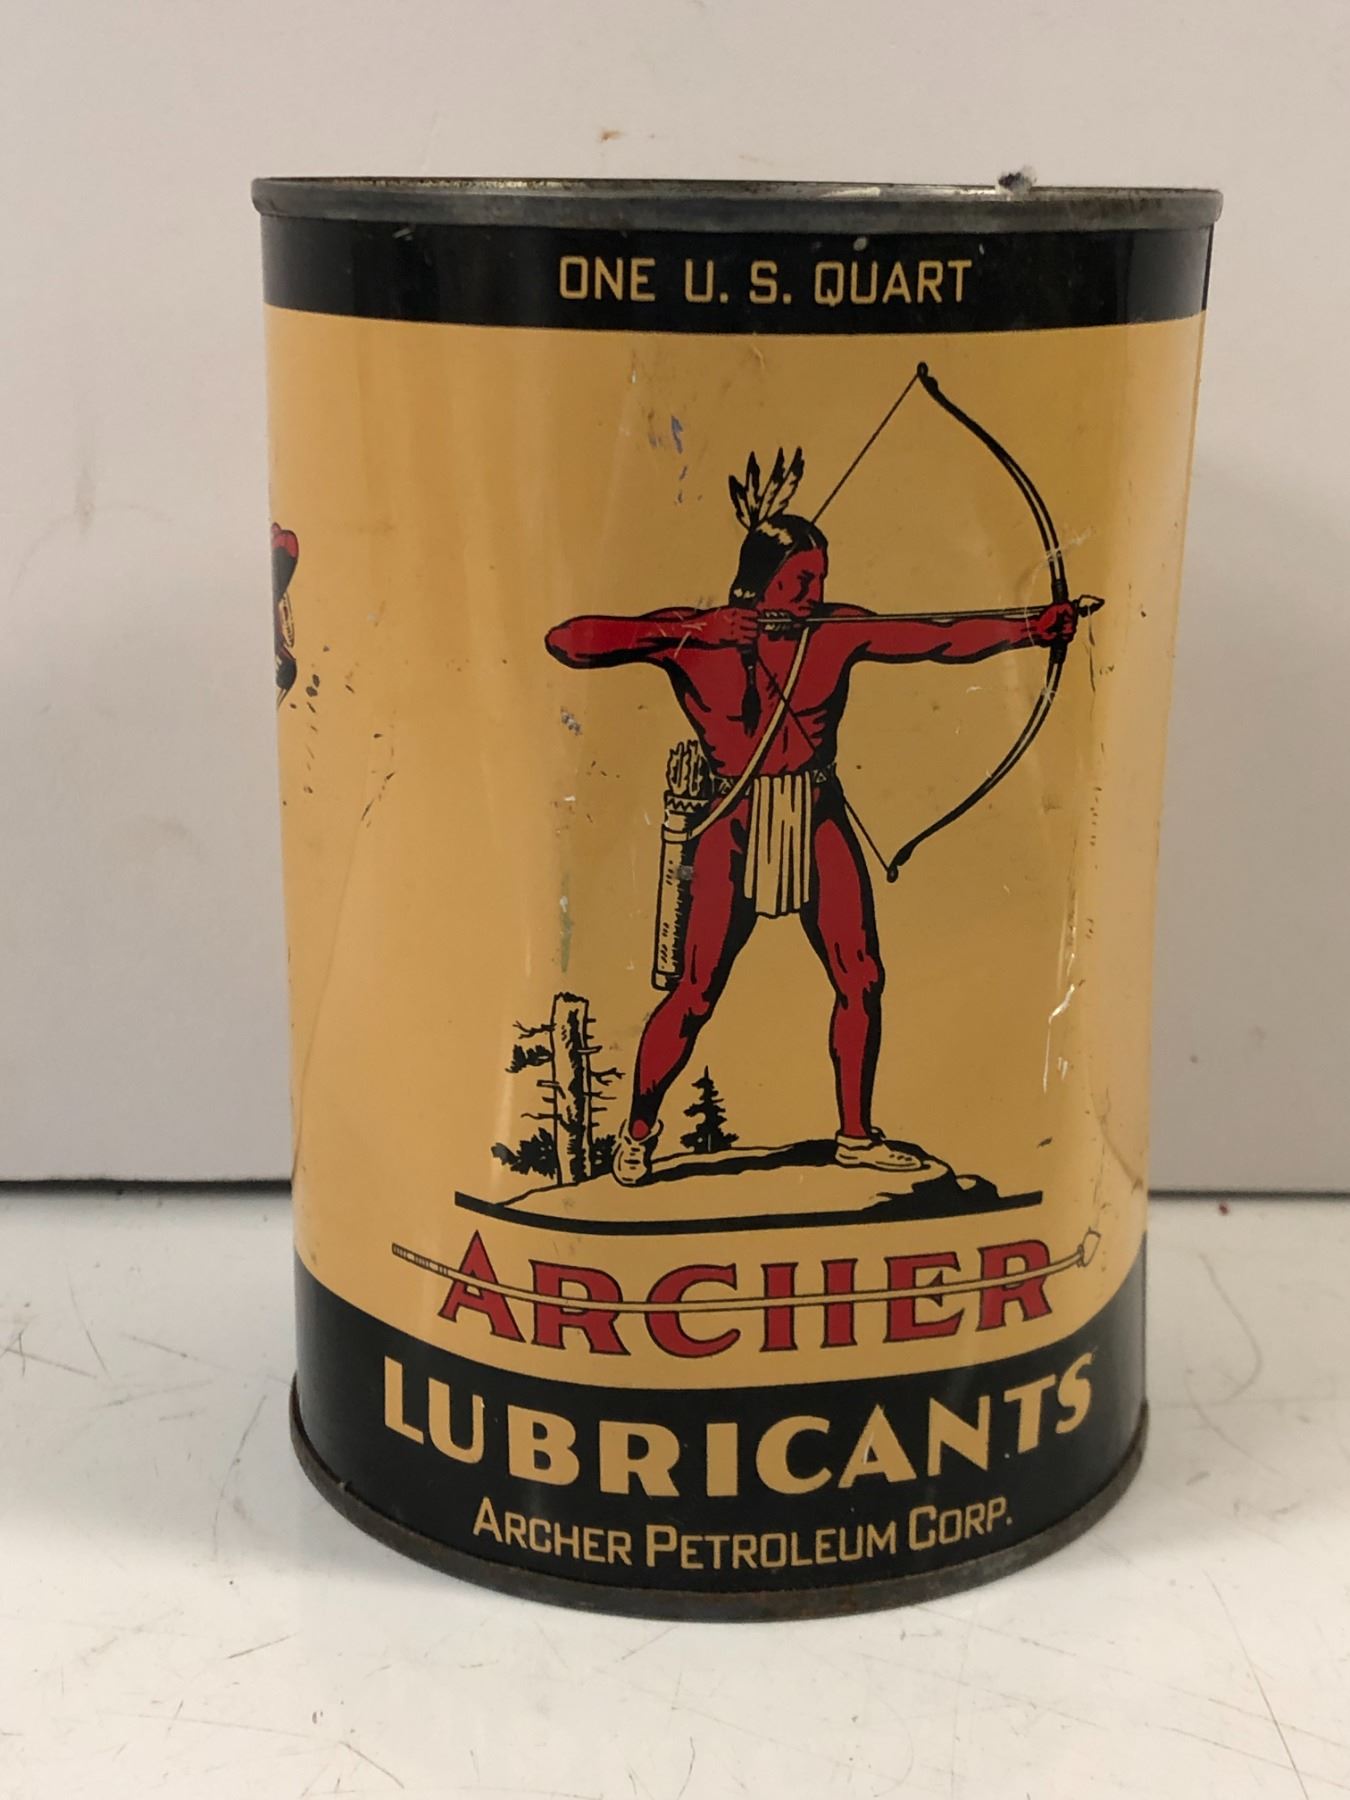 ONE U. S. QUART
ARCHER
LUBRICANTS
ARCHER PETROLEUM CORP.